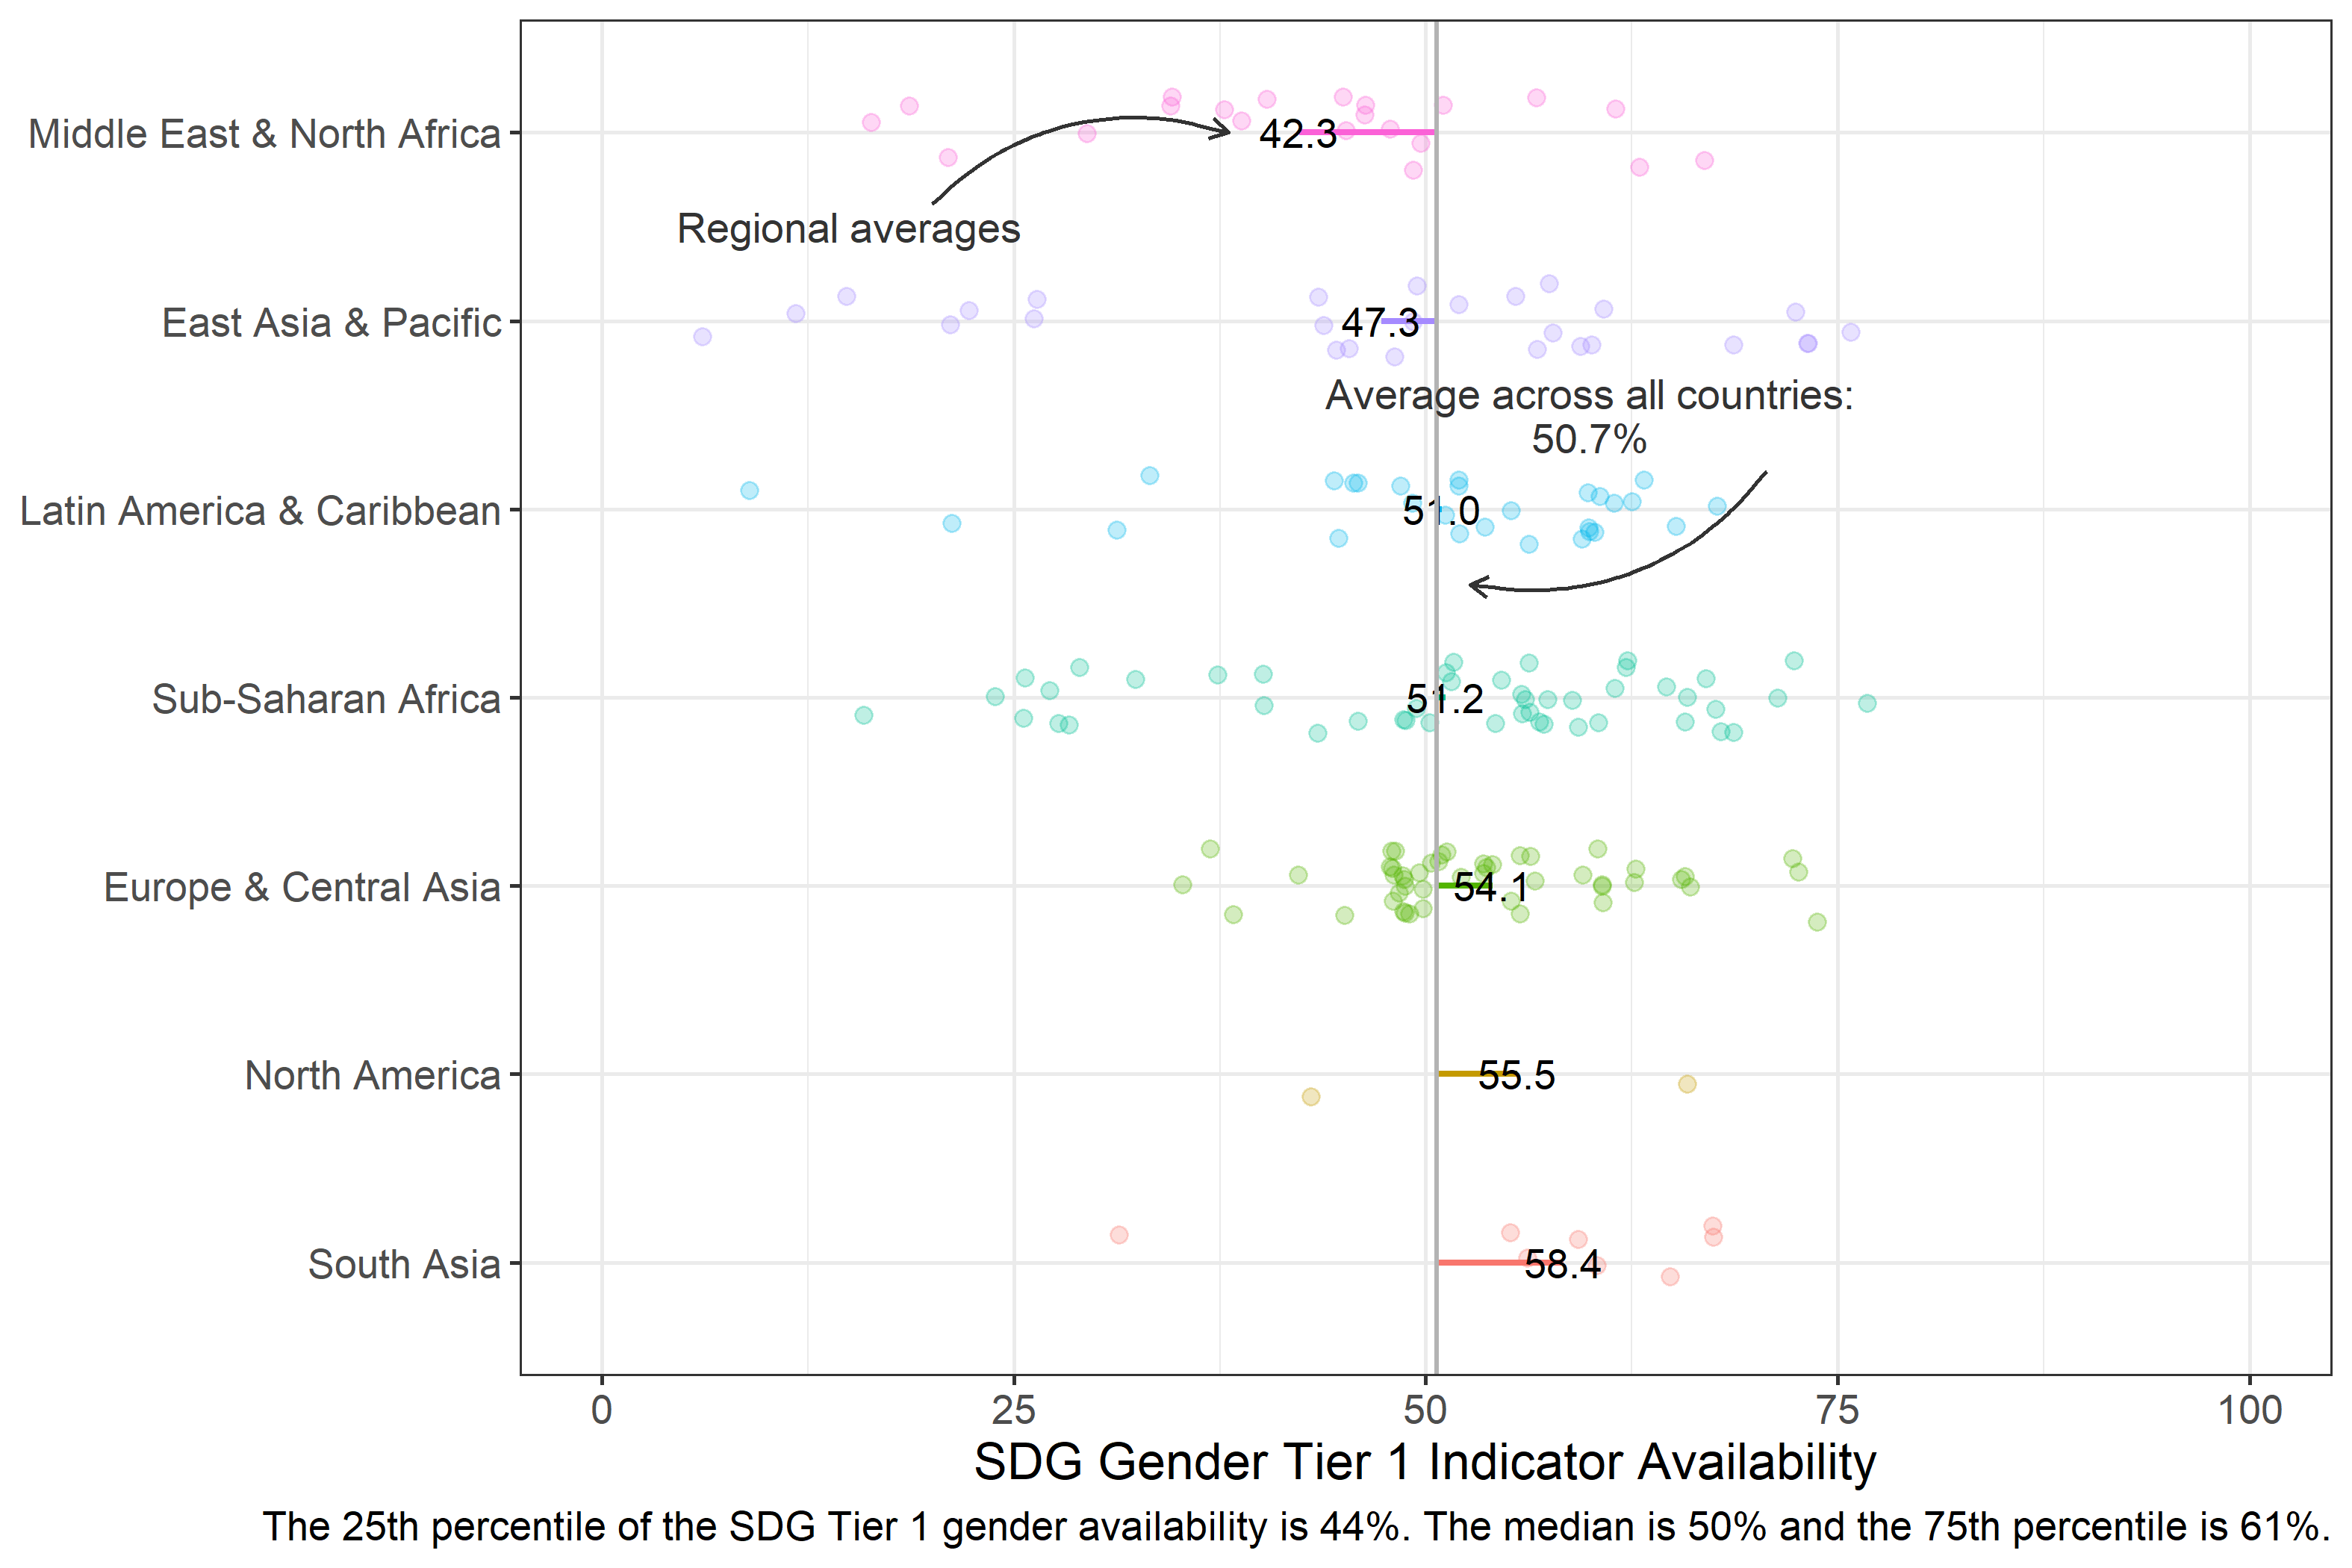 Middle East & North Africa
42.3
Regional averages
East Asia & Pacific
47.3
Average across all countries:
50.7%
Latin America & Caribbean
51.0
Sub-Saharan Africa
51.2
Europe & Central Asia
54.1
North America
55.5
South Asia
58.4
0 25 50 75 100
SDG Gender Tier 1 Indicator Availability
The 25th percentile of the SDG Tier 1 gender availability is 44%. The median is 50% and the 75th percentile is 61%.